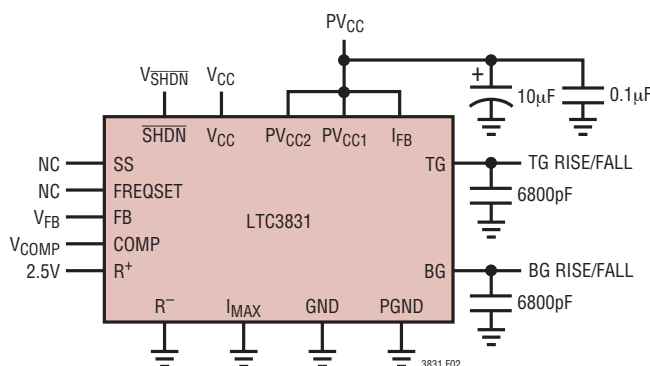 PVCC
VSHDN
VCC
+
10µF
0.1µF
SHDN
VCC
PVCC2
PVCC1
IFB
NC
SS
TG
TG RISE/FALL
NC
FREQSET
6800pF
VFB
FB
LTC3831
VCOMP
COMP
2.5V
R+
BG
BG RISE/FALL
6800pF
R–
IMAX
GND
PGND
3831 F02